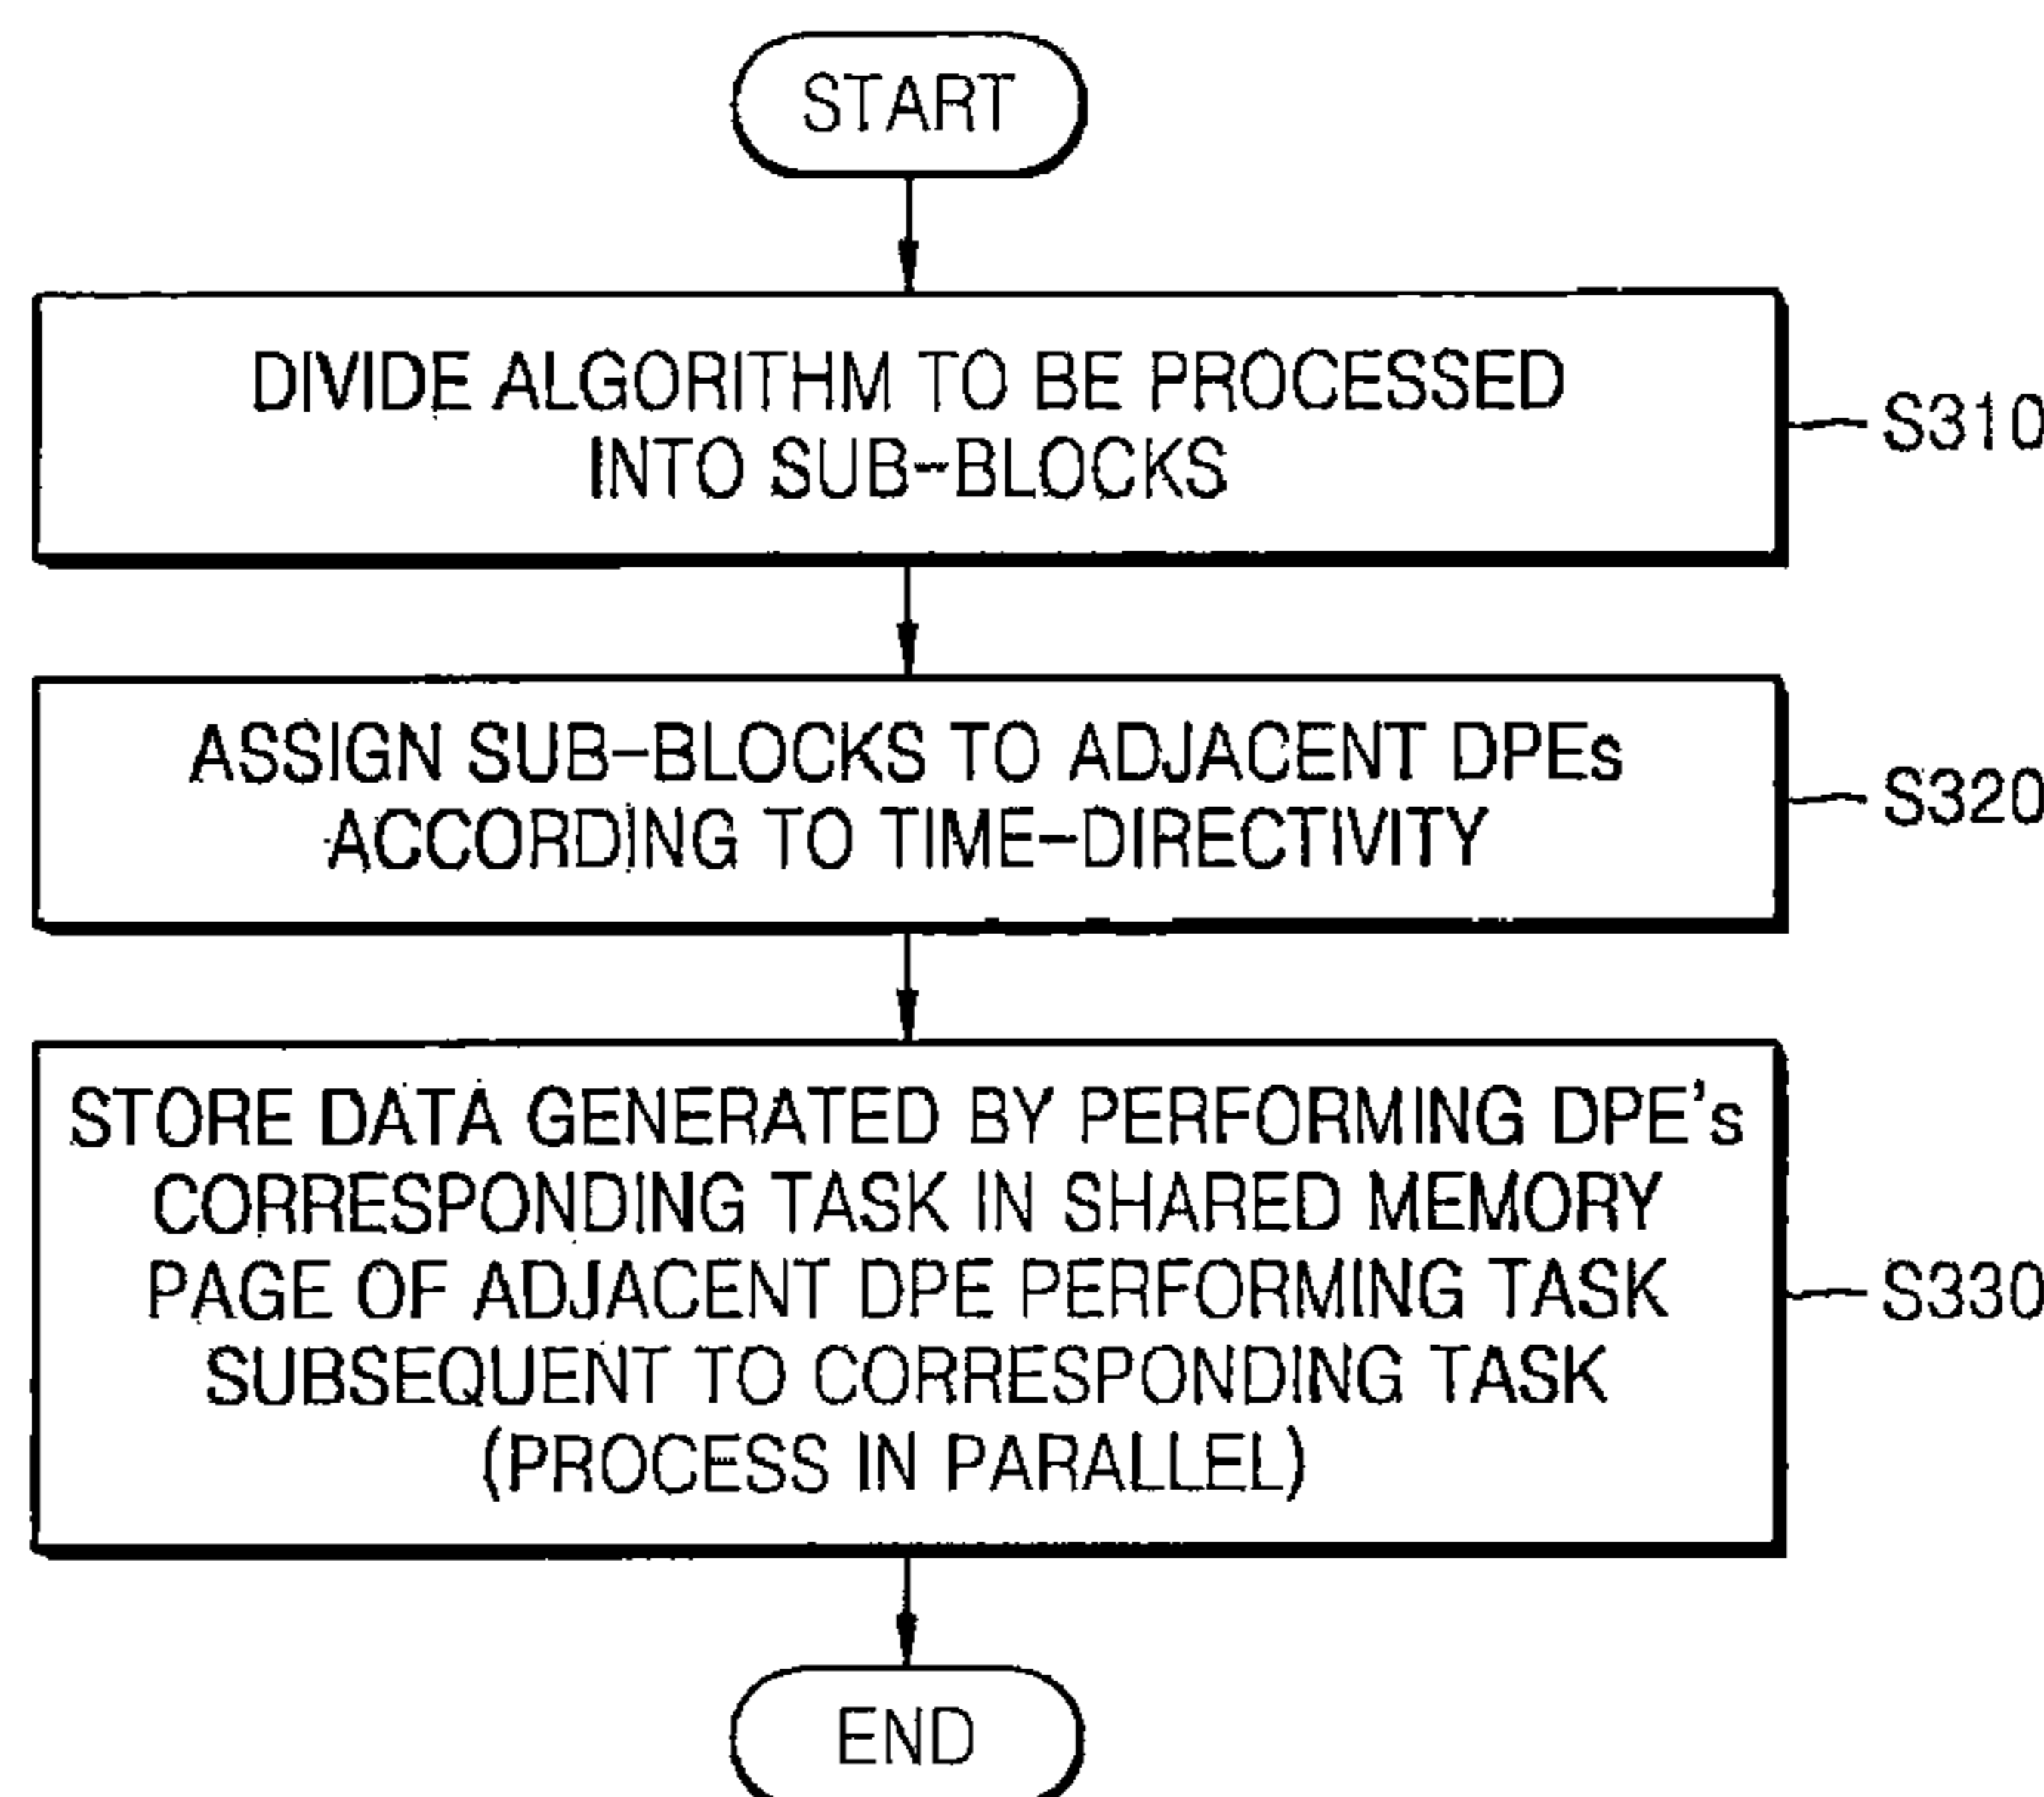 START
DIVIDE ALGORITHM TO BE PROCESSED
INTO SUB-BLOCKS
S310
ASSIGN SUB-BLOCKS TO ADJACENT DPEs
ACCORDING TO TIME-DIRECTIVITY
S320
STORE DATA GENERATED BY PERFORMING DPE's
CORRESPONDING TASK IN SHARED MEMORY
PAGE OF ADJACENT DPE PERFORMING TASK
SUBSEQUENT TO CORRESPONDING TASK
(PROCESS IN PARALLEL)
S330
END